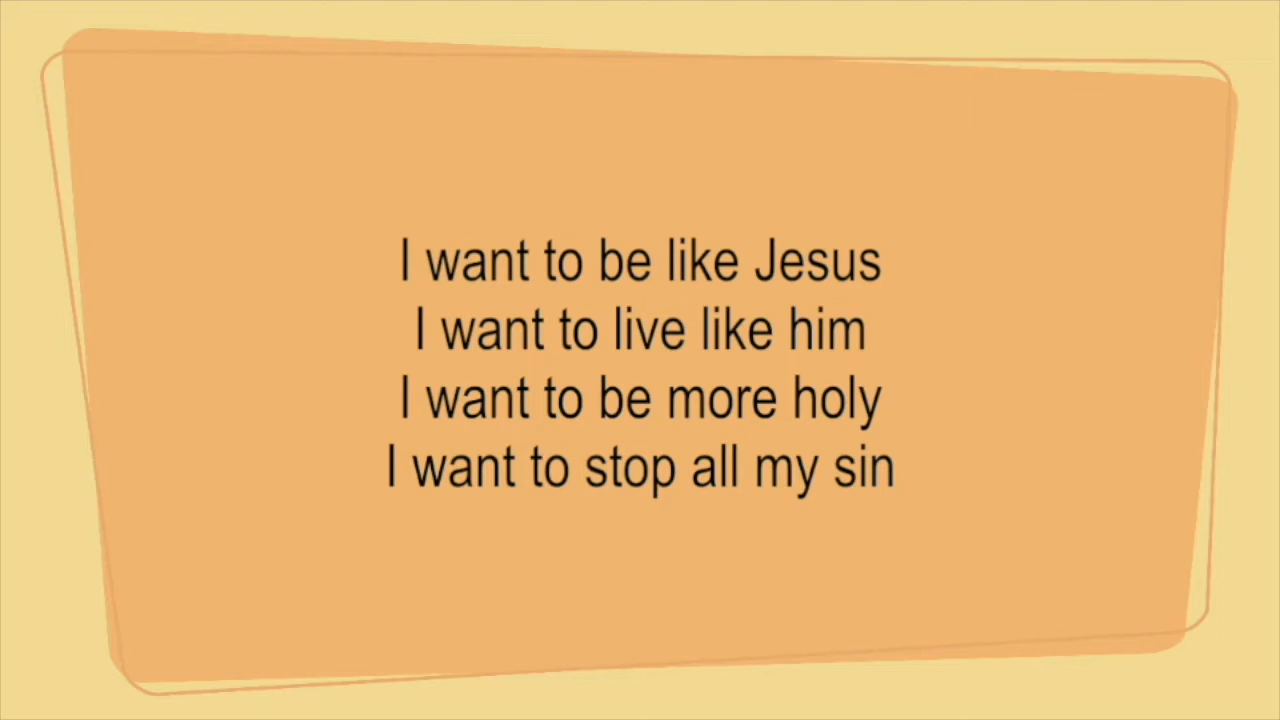 I want to be like Jesus
I want to live like him
I want to be more holy
I want to stop all my sin